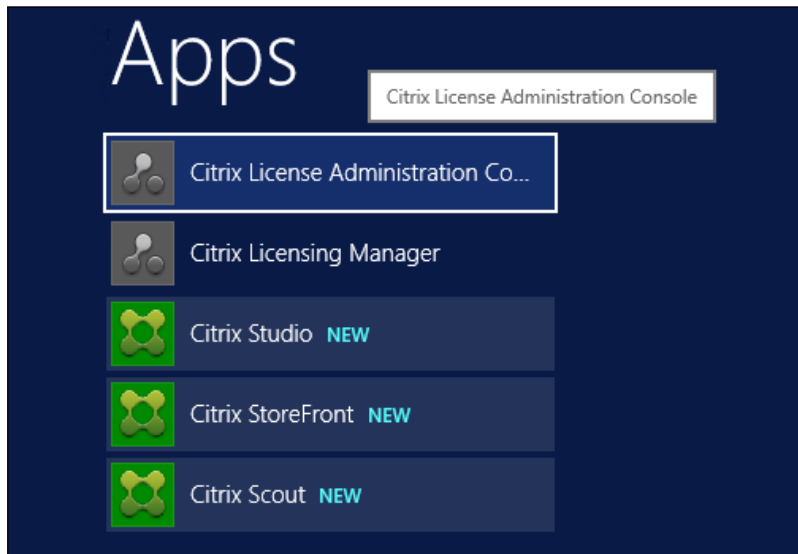 Apps
Citrix License Administration Console
Citrix License Administration Co...
Citrix Licensing Manager
Citrix Studio NEW
Citrix StoreFront NEW
Citrix Scout NEW